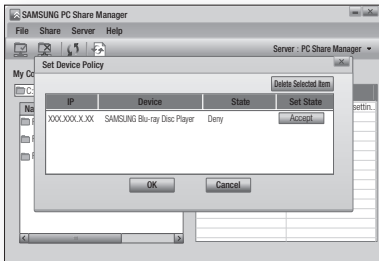 SAMSUNG PC Share Manager
File Share Server Help
Server : PC Share Manager
Set Device Policy
My Co
Delete Selected Item
C:
Na
settin..
IP Device State Set State
XXX.XXX.X.XX SAMSUNG Blu-ray Disc Player Deny Accept
F
F
F
OK Cancel